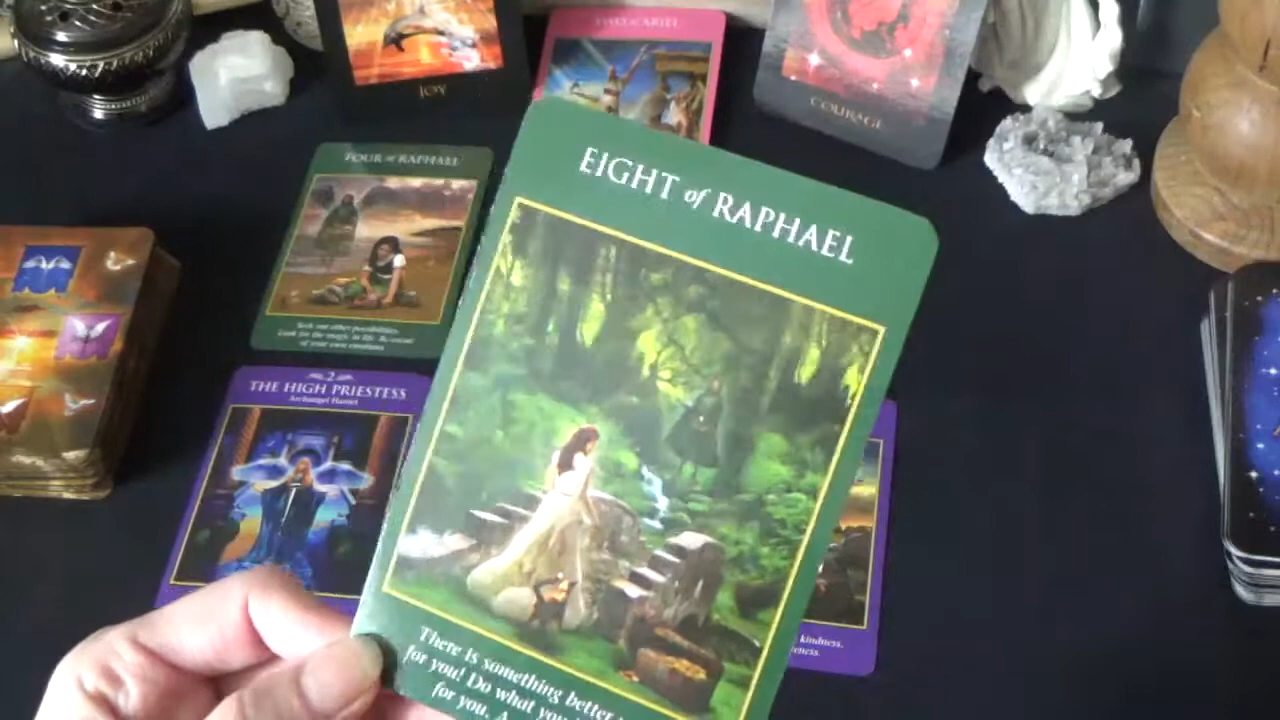 JOY
COURAGE
FOUR of RAPHAEL
Seek out other possibilities.
Look for the magic in life.
of your own emotions.
EIGHT of RAPHAEL
There is something better
for you! Do what you
for you. A
2
THE HIGH PRIESTESS
Archangel Haniel
kindness.